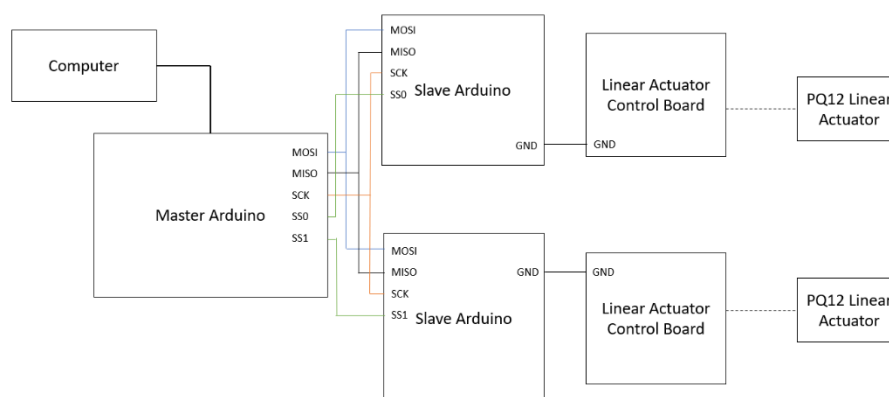 Computer
Master Arduino
MOSI
MISO
SCK
SS0
SS1
MOSI
MISO
SCK
SS0
Slave Arduino
GND
GND
Linear Actuator
Control Board
PQ12 Linear
Actuator
MOSI
MISO
SCK
SS1
Slave Arduino
GND
GND
Linear Actuator
Control Board
PQ12 Linear
Actuator